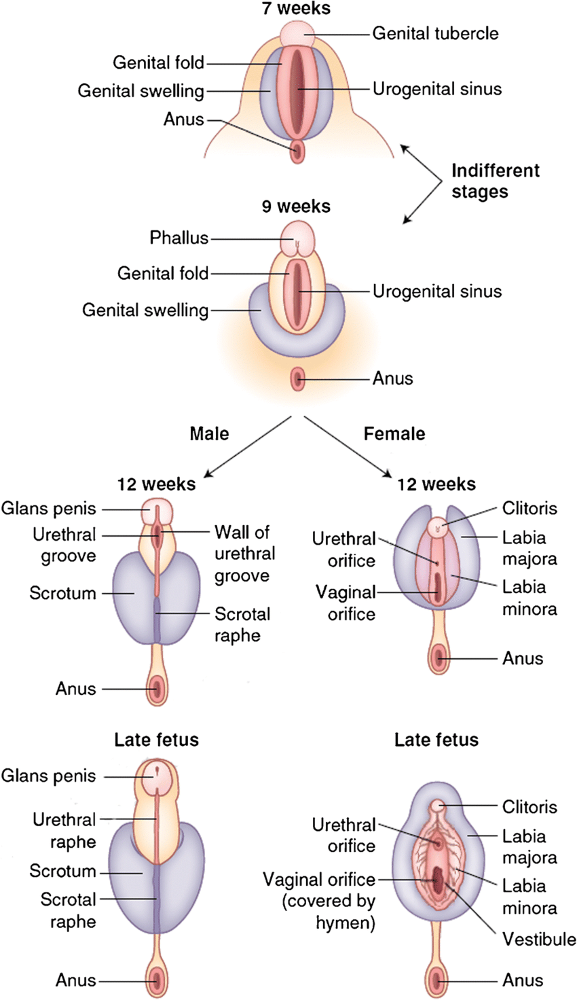 7 weeks
Genital tubercle
Genital fold
Genital swelling
Urogenital sinus
Anus
Indifferent
stages
9 weeks
Phallus
Genital fold
Urogenital sinus
Genital swelling
Anus
Male
Female
12 weeks
Glans penis
Urethral
groove
Wall of
urethral
groove
Scrotum
Scrotal
raphe
Anus
12 weeks
Clitoris
Urethral
orifice
Labia
majora
Vaginal
orifice
Labia
minora
Anus
Late fetus
Glans penis
Urethral
raphe
Scrotum
Scrotal
raphe
Anus
Late fetus
Clitoris
Urethral
orifice
Labia
majora
Vaginal orifice
(covered by
hymen)
Labia
minora
Vestibule
Anus